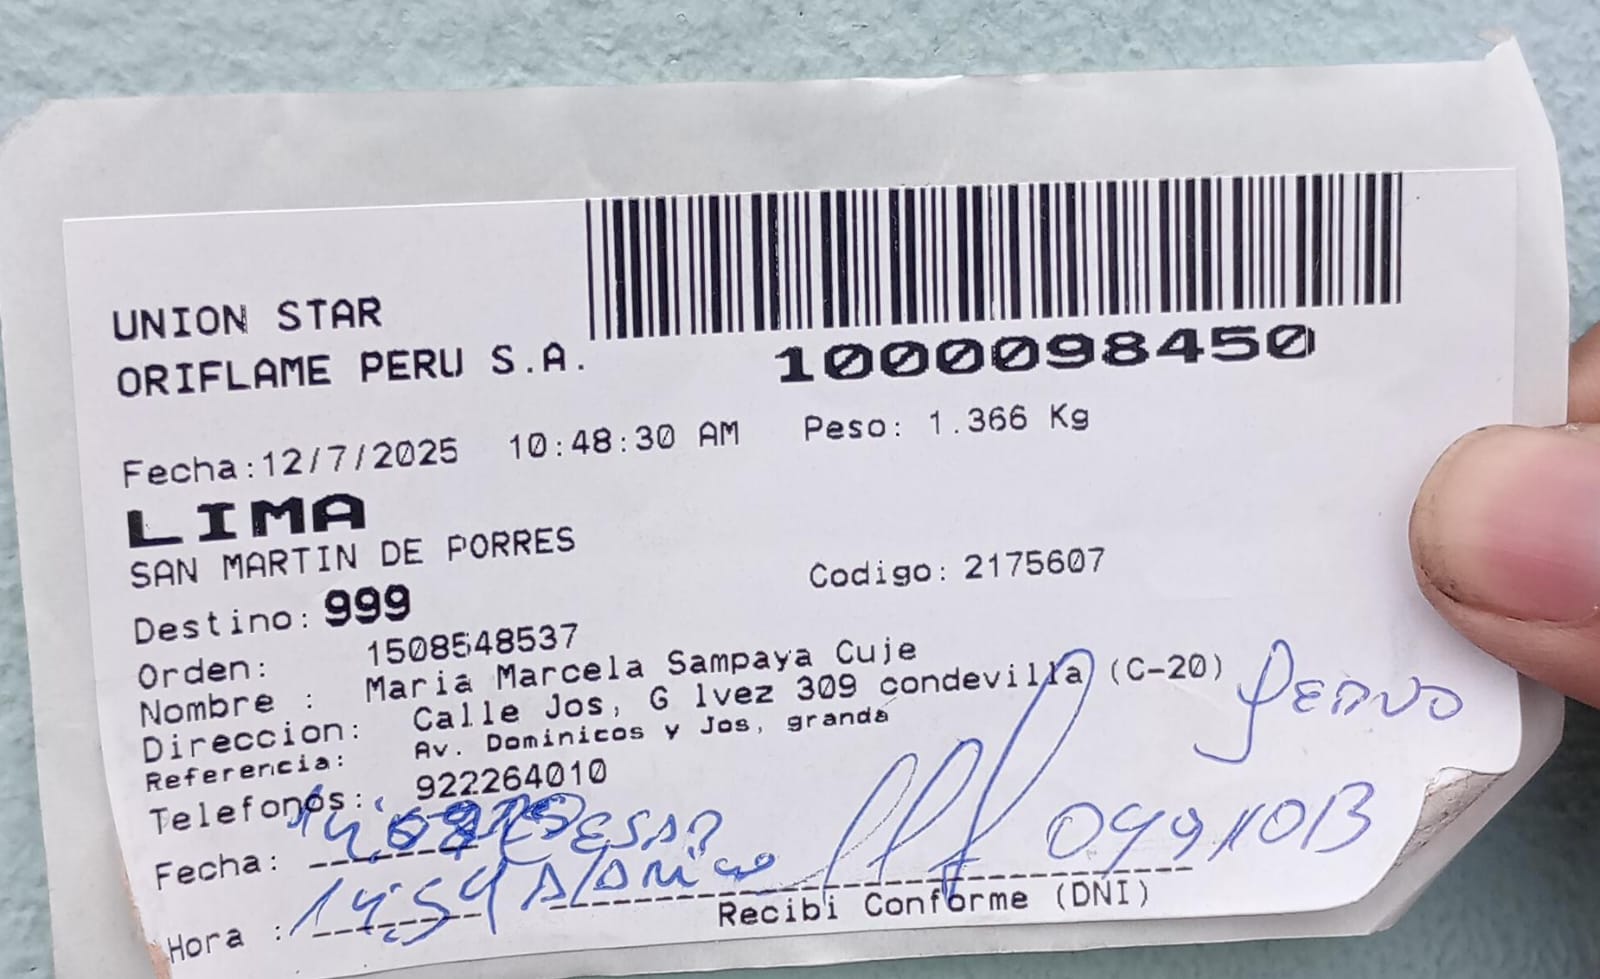 UNION STAR
ORIFLAME PERU S.A.
1000098450
Fecha:12/7/2025 10:48:30 AM Peso: 1.366 Kg
LIMA
SAN MARTIN DE PORRES
Destino: 999 Codigo: 2175607
Orden: 1508548537
Nombre : Maria Marcela Sampaya Cuje
Direccion: Calle Jos, G lvez 309 condevilla (C-20)
Referencia: Av. Dominicos y Jos, granda
Telefonos: 922264010
Fecha:
Hora : 14:54
Recibi Conforme (DNI)